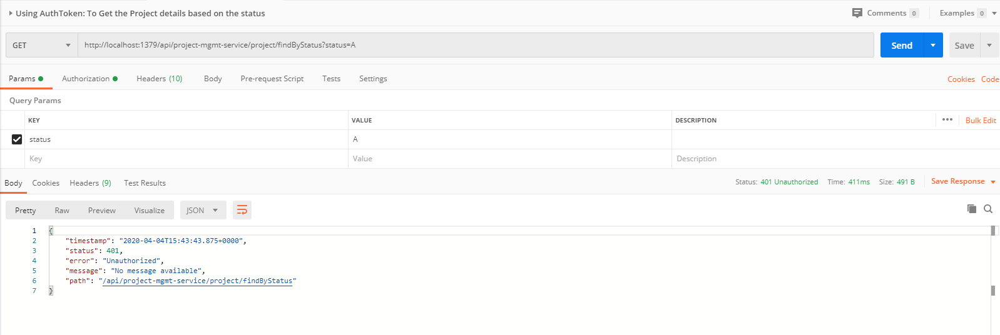 Using AuthToken: To Get the Project details based on the status
Comments 0 Examples 0
GET http://localhost:1379/api/project-mgmt-service/project/findByStatus?status=A Send Save
Params Authorization Headers (10) Body Pre-request Script Tests Settings Cookies Code
Query Params
KEY VALUE DESCRIPTION ••• Bulk Edit
status A
Key Value Description
Body Cookies Headers (9) Test Results Status: 401 Unauthorized Time: 411ms Size: 491 B Save Response
Pretty Raw Preview Visualize JSON
1 {
2 "timestamp": "2020-04-04T15:43:43.875+0000",
3 "status": 401,
4 "error": "Unauthorized",
5 "message": "No message available",
6 "path": "/api/project-mgmt-service/project/findByStatus"
7 }